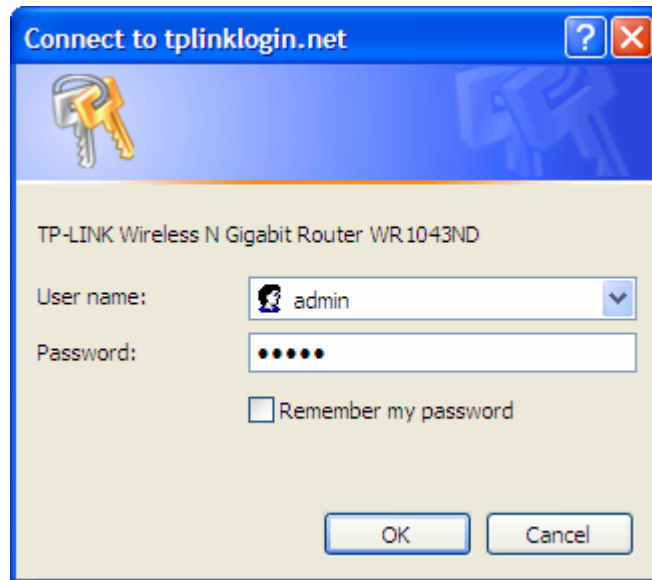 Connect to tplinklogin.net
TP-LINK Wireless N Gigabit Router WR1043ND
User name: admin
Password: •••••
Remember my password
OK Cancel